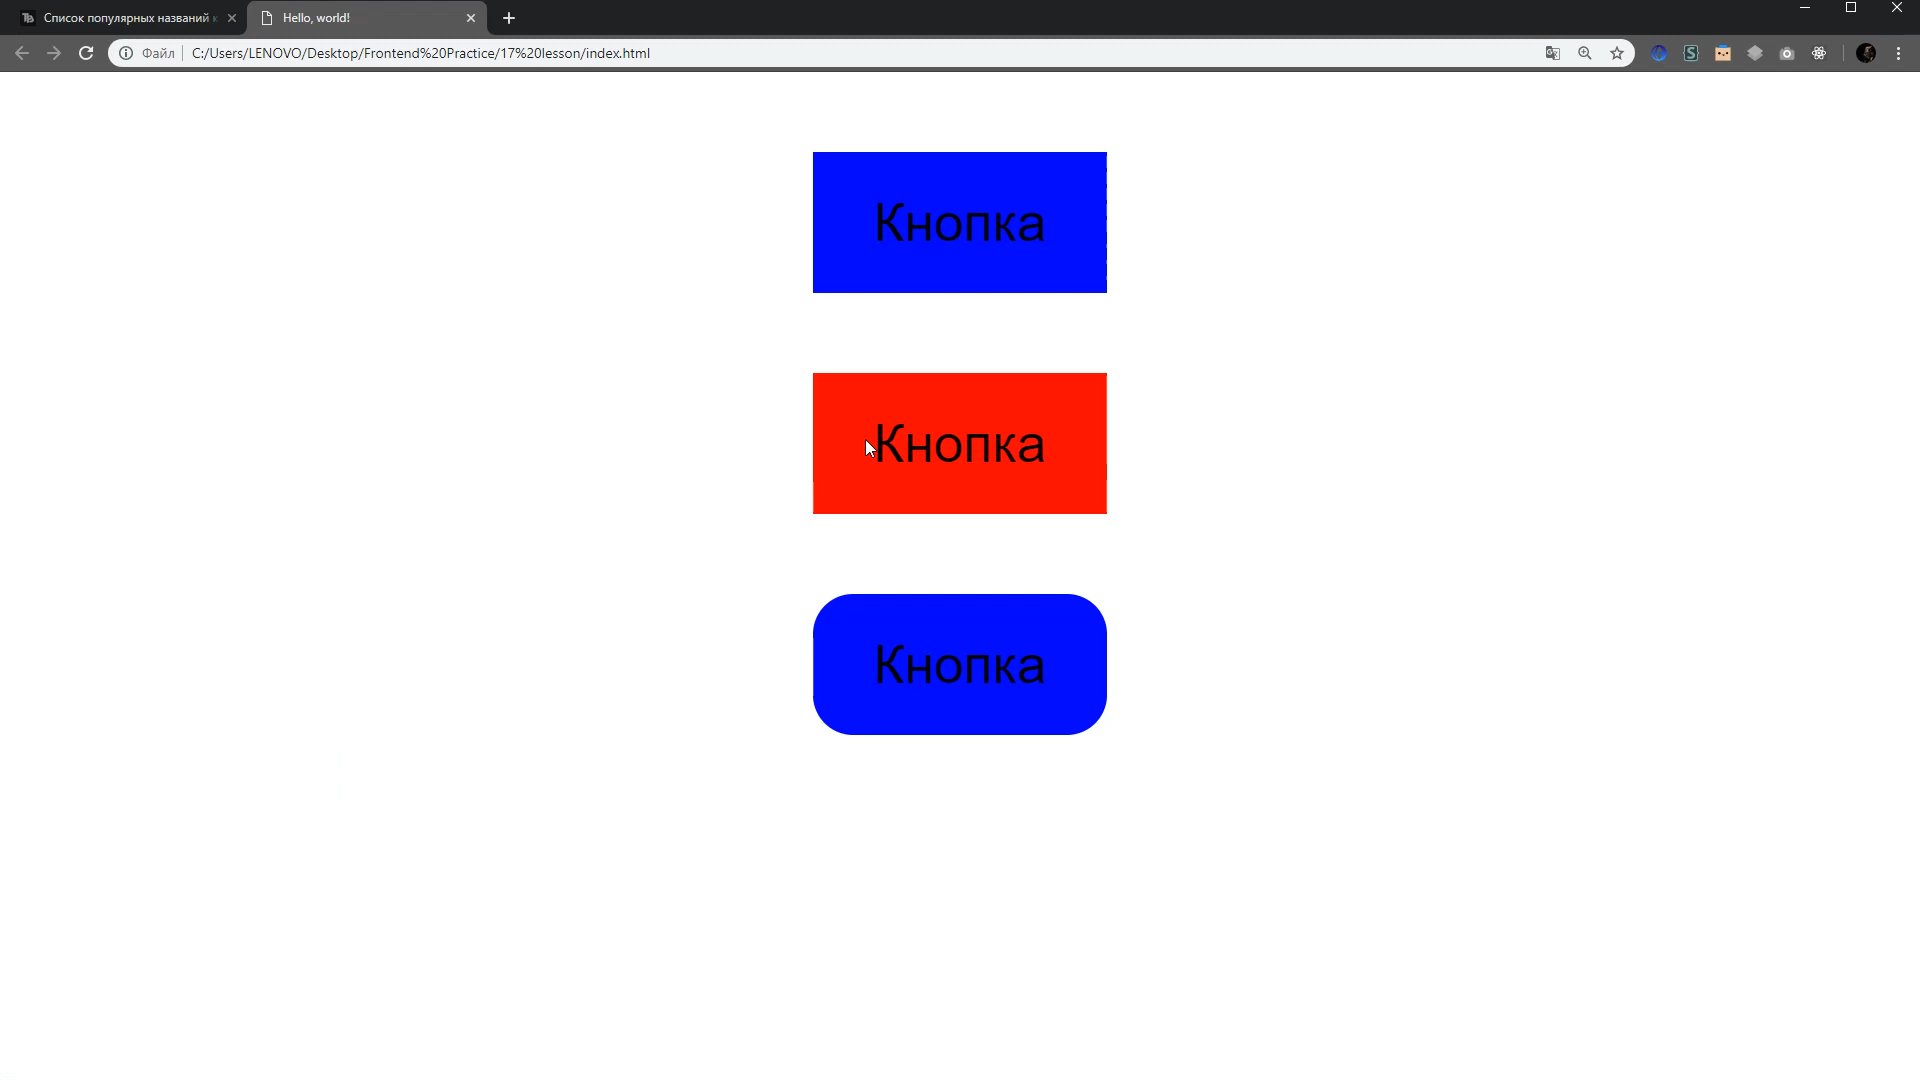 Список популярных названий
Hello, world!
Файл
C:/Users/LENOVO/Desktop/Frontend%20Practice/17%20lesson/index.html
Кнопка
Кнопка
Кнопка